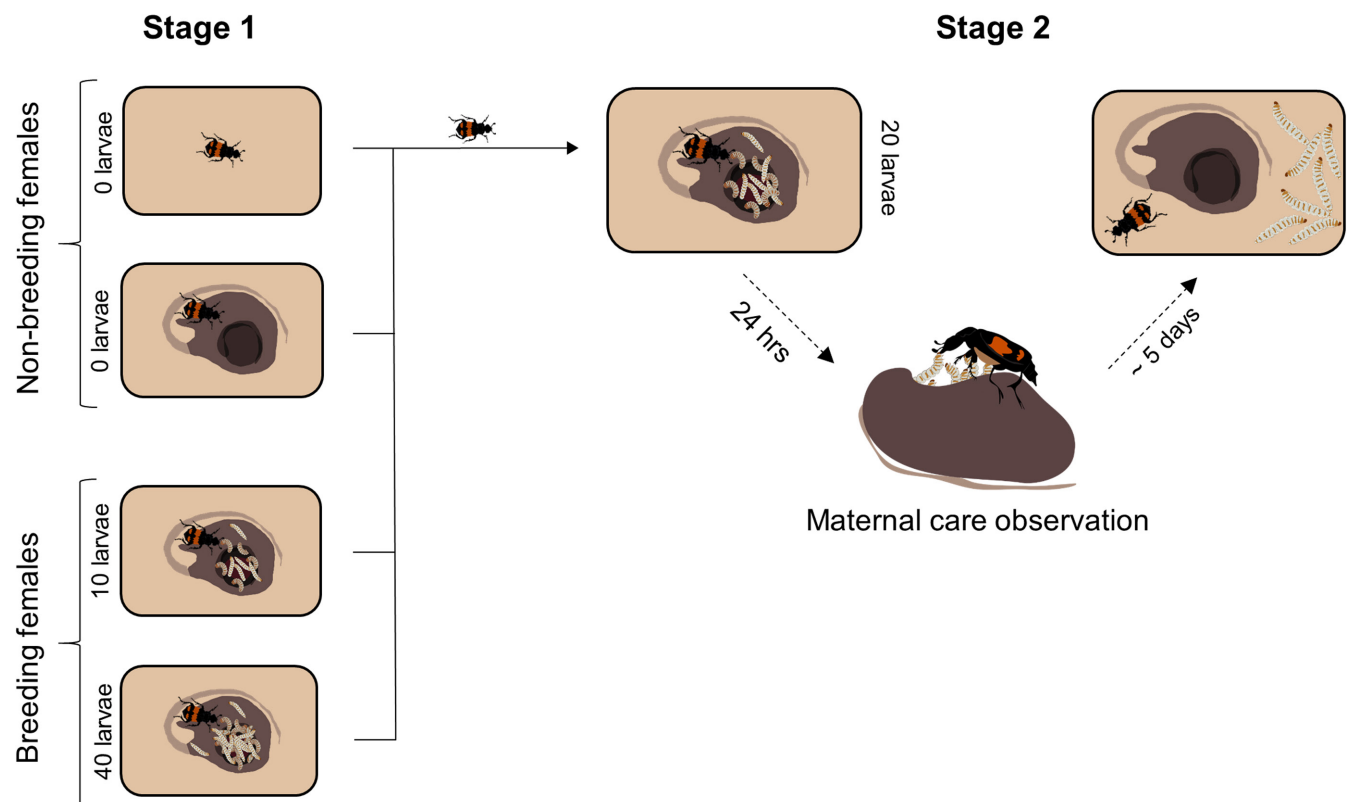 Stage 1
Stage 2
Non-breeding females
0 larvae
0 larvae
Breeding females
10 larvae
40 larvae
20 larvae
24 hrs
~ 5 days
Maternal care observation